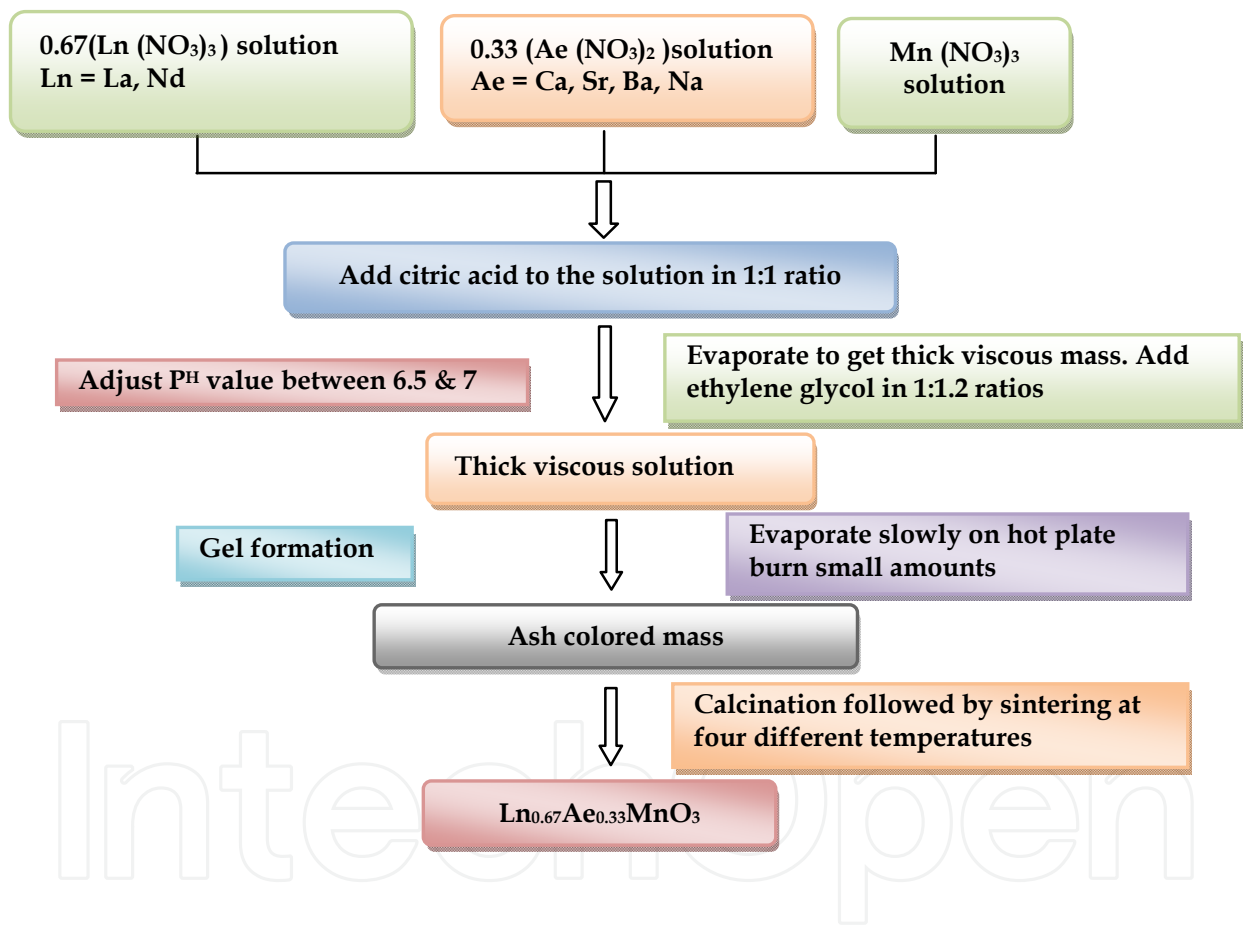 0.67(Ln (NO₃)₃ ) solution
Ln = La, Nd
0.33 (Ae (NO₃)₂ )solution
Ae = Ca, Sr, Ba, Na
Mn (NO₃)₃
solution
Add citric acid to the solution in 1:1 ratio
Adjust Pᴴ value between 6.5 & 7
Evaporate to get thick viscous mass. Add
ethylene glycol in 1:1.2 ratios
Thick viscous solution
Gel formation
Evaporate slowly on hot plate
burn small amounts
Ash colored mass
Calcination followed by sintering at
four different temperatures
Ln₀.₆₇Ae₀.₃₃MnO₃
IntechOpen